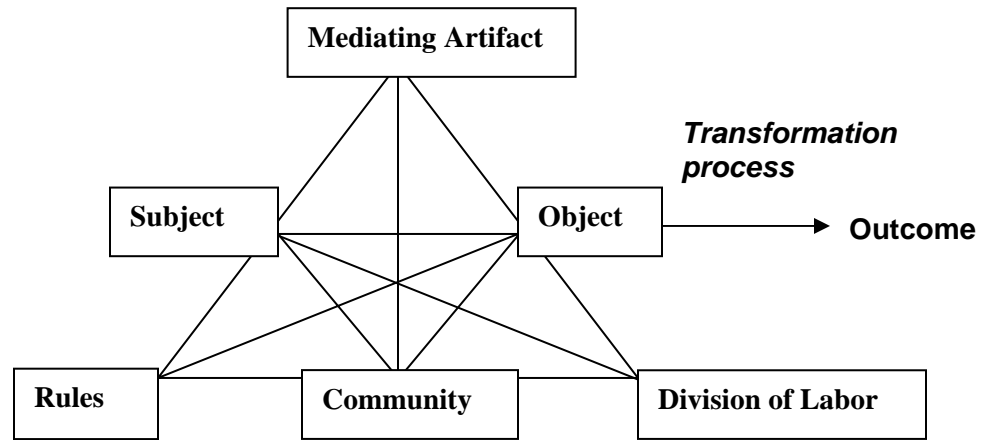 Mediating Artifact
Transformation
process
Subject
Object
Outcome
Rules
Community
Division of Labor